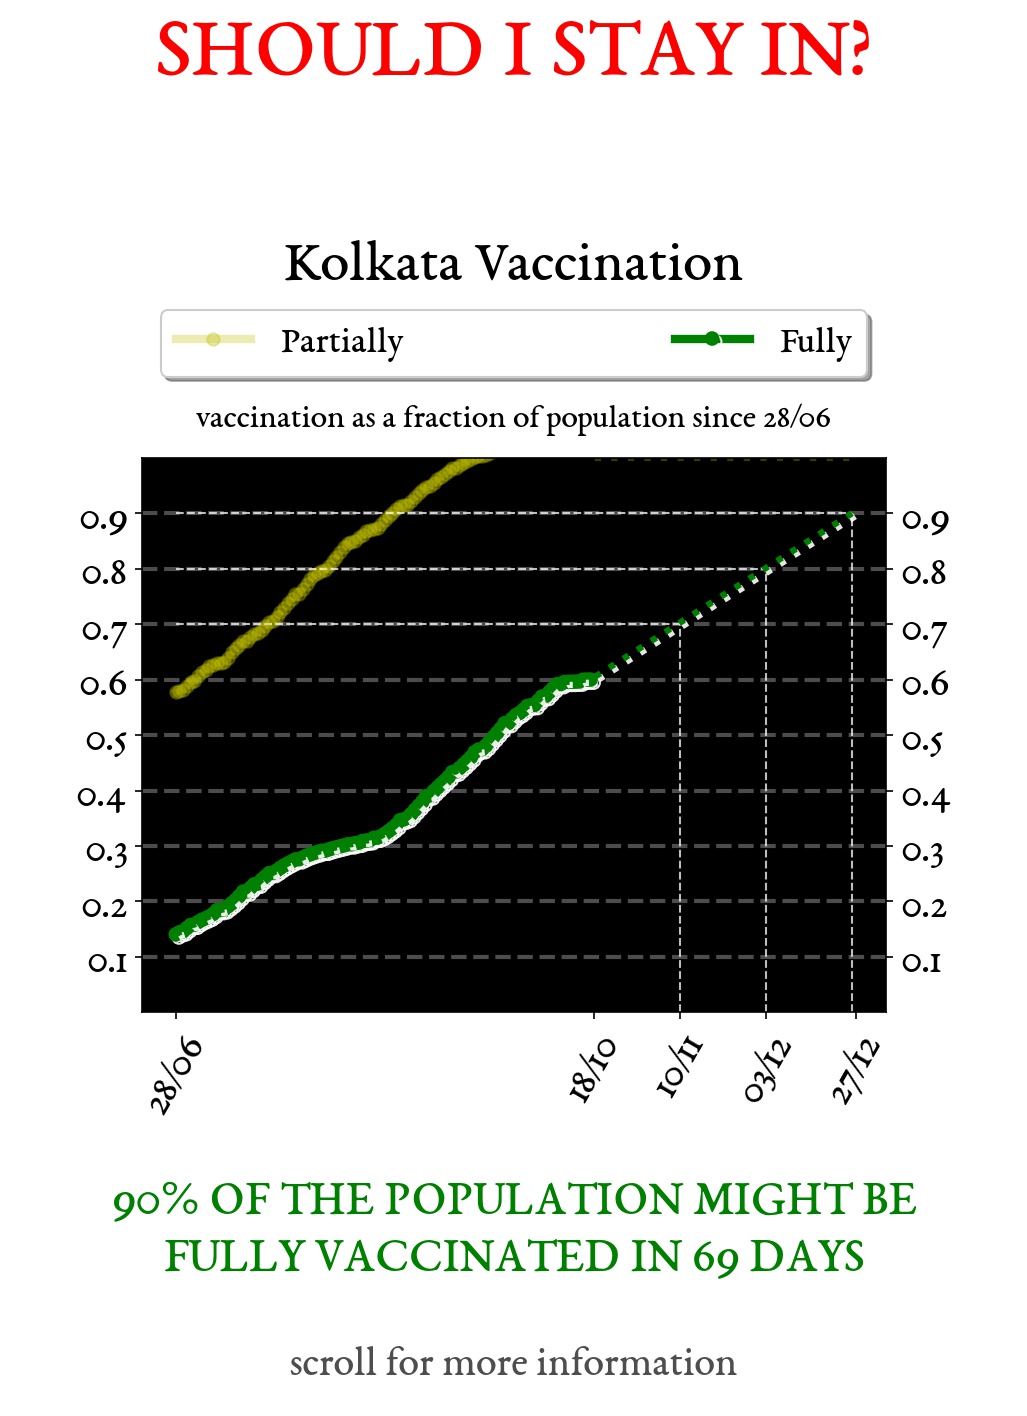 SHOULD I STAY IN?
Kolkata Vaccination
Partially
Fully
vaccination as a fraction of population since 28/06
0.9 0.9
0.8 0.8
0.7 0.7
0.6 0.6
0.5 0.5
0.4 0.4
0.3 0.3
0.2 0.2
0.1 0.1
28/06 18/10 10/11 03/12 27/12
90% OF THE POPULATION MIGHT BE
FULLY VACCINATED IN 69 DAYS
scroll for more information